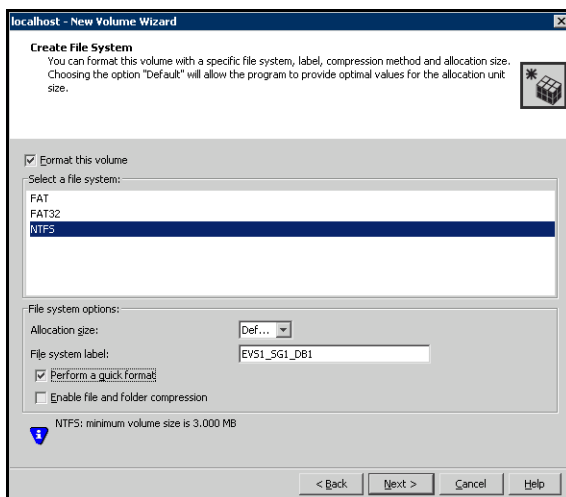 localhost - New Volume Wizard
Create File System
You can format this volume with a specific file system, label, compression method and allocation size.
Choosing the option "Default" will allow the program to provide optimal values for the allocation unit
size.
Format this volume
Select a file system:
FAT
FAT32
NTFS
File system options:
Allocation size:
Def...
File system label:
EVS1_SG1_DB1
Perform a quick format
Enable file and folder compression
NTFS: minimum volume size is 3.000 MB
< Back
Next >
Cancel
Help